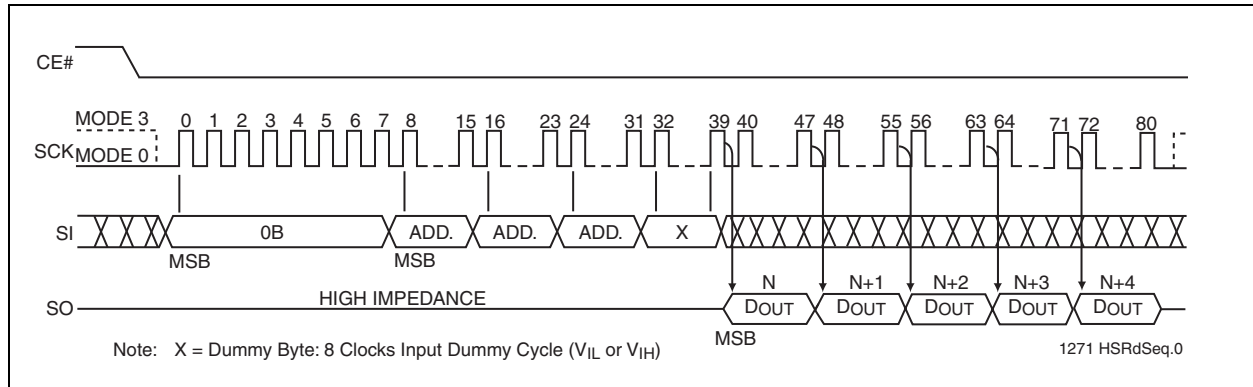 CE#
MODE 3
0 1 2 3 4 5 6 7 8 15 16 23 24 31 32 39 40 47 48 55 56 63 64 71 72 80
SCK MODE 0
SI 0B ADD. ADD. ADD. X
MSB MSB
N N+1 N+2 N+3 N+4
SO HIGH IMPEDANCE DOUT DOUT DOUT DOUT DOUT
MSB
Note: X = Dummy Byte: 8 Clocks Input Dummy Cycle (VIL or VIH)
1271 HSRdSeq.0